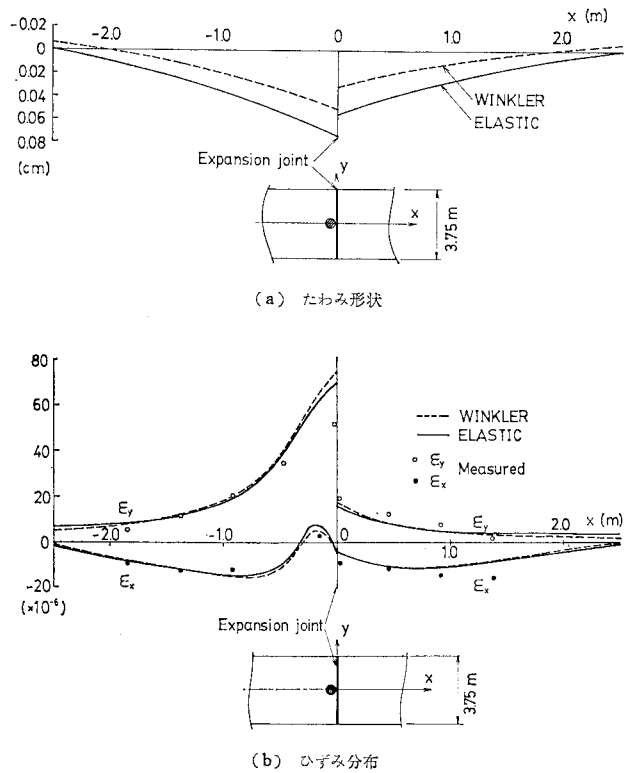 x (m)
-0.02
-2.0
-1.0
0
1.0
2.0
0
0.02
0.04
0.06
0.08
(cm)
WINKLER
ELASTIC
Expansion joint
y
x
3.75 m
(a) たわみ形状
80
60
40
20
0
-20
(×10⁻⁶)
WINKLER
ELASTIC
εy
εx
Measured
εy
εy
-2.0
-1.0
0
1.0
2.0
x (m)
εx
εx
Expansion joint
y
x
3.75 m
(b) ひずみ分布